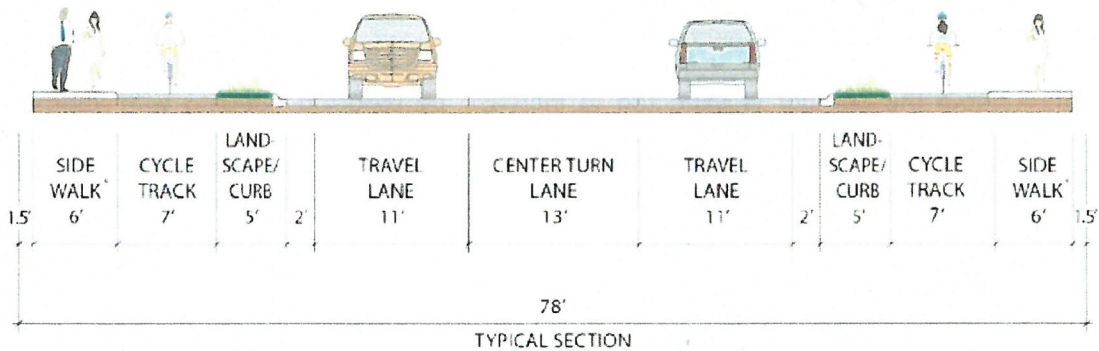 SIDE
WALK*
6'
CYCLE
TRACK
7'
LAND-
SCAPE/
CURB
5'
TRAVEL
LANE
11'
CENTER TURN
LANE
13'
TRAVEL
LANE
11'
LAND-
SCAPE/
CURB
5'
CYCLE
TRACK
7'
SIDE
WALK*
6'
1.5'
2'
2'
1.5'
78'
TYPICAL SECTION